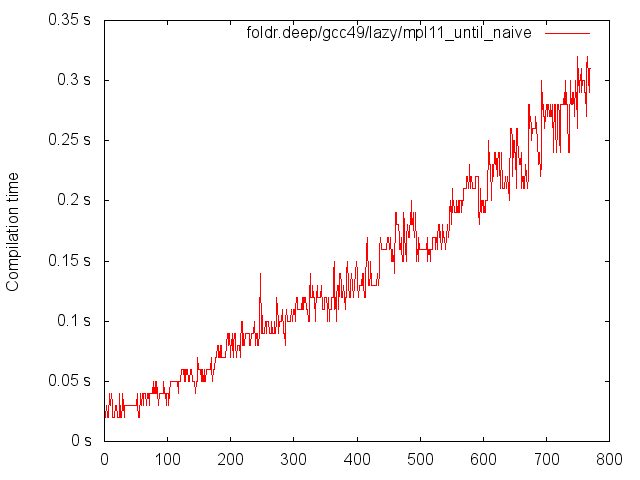 0.35 s
foldr.deep/gcc49/lazy/mpl11_until_naive
0.3 s
0.25 s
0.2 s
Compilation time
0.15 s
0.1 s
0.05 s
0 s
0 100 200 300 400 500 600 700 800